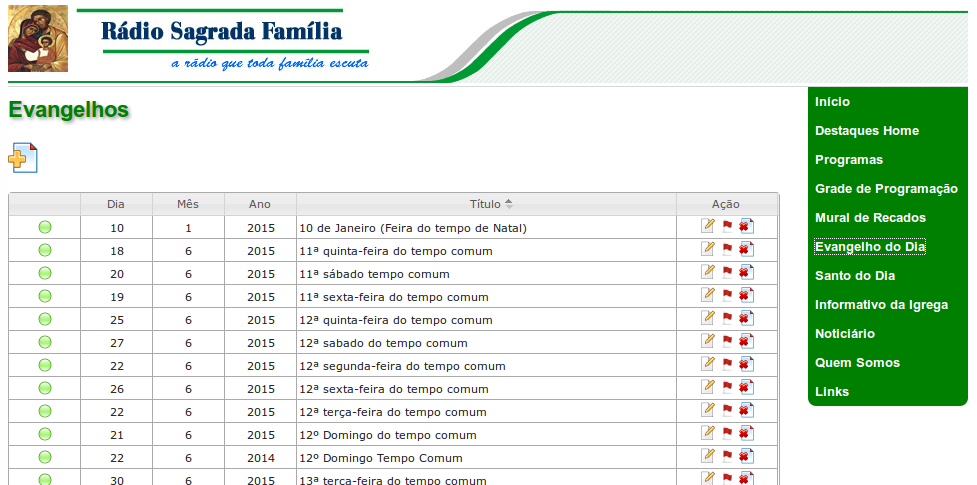 Rádio Sagrada Família
a rádio que toda família escuta
Evangelhos
Início
Destaques Home
Programas
Grade de Programação
Mural de Recados
Evangelho do Dia
Santo do Dia
Informativo da Igrega
Noticiário
Quem Somos
Links
Dia Mês Ano Título Ação
10 1 2015 10 de Janeiro (Feira do tempo de Natal)
18 6 2015 11ª quinta-feira do tempo comum
20 6 2015 11ª sábado tempo comum
19 6 2015 11ª sexta-feira do tempo comum
25 6 2015 12ª quinta-feira do tempo comum
27 6 2015 12ª sabado do tempo comum
22 6 2015 12ª segunda-feira do tempo comum
26 6 2015 12ª sexta-feira do tempo comum
22 6 2015 12ª terça-feira do tempo comum
21 6 2015 12º Domingo do tempo comum
22 6 2014 12º Domingo Tempo Comum
30 6 2015 13ª terça-feira do tempo comum